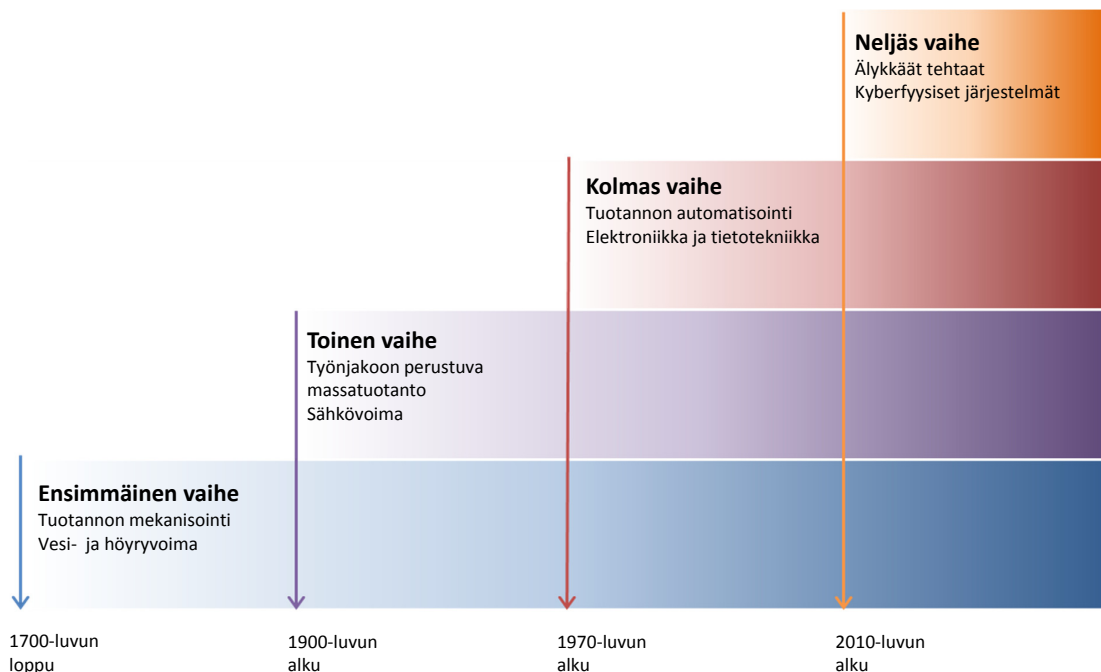 Neljäs vaihe
Älykkäät tehtaat
Kyberfyysiset järjestelmät
Kolmas vaihe
Tuotannon automatisointi
Elektroniikka ja tietotekniikka
Toinen vaihe
Työnjakoon perustuva
massatuotanto
Sähkövoima
Ensimmäinen vaihe
Tuotannon mekanisointi
Vesi- ja höyryvoima
1700-luvun
loppu
1900-luvun
alku
1970-luvun
alku
2010-luvun
alku